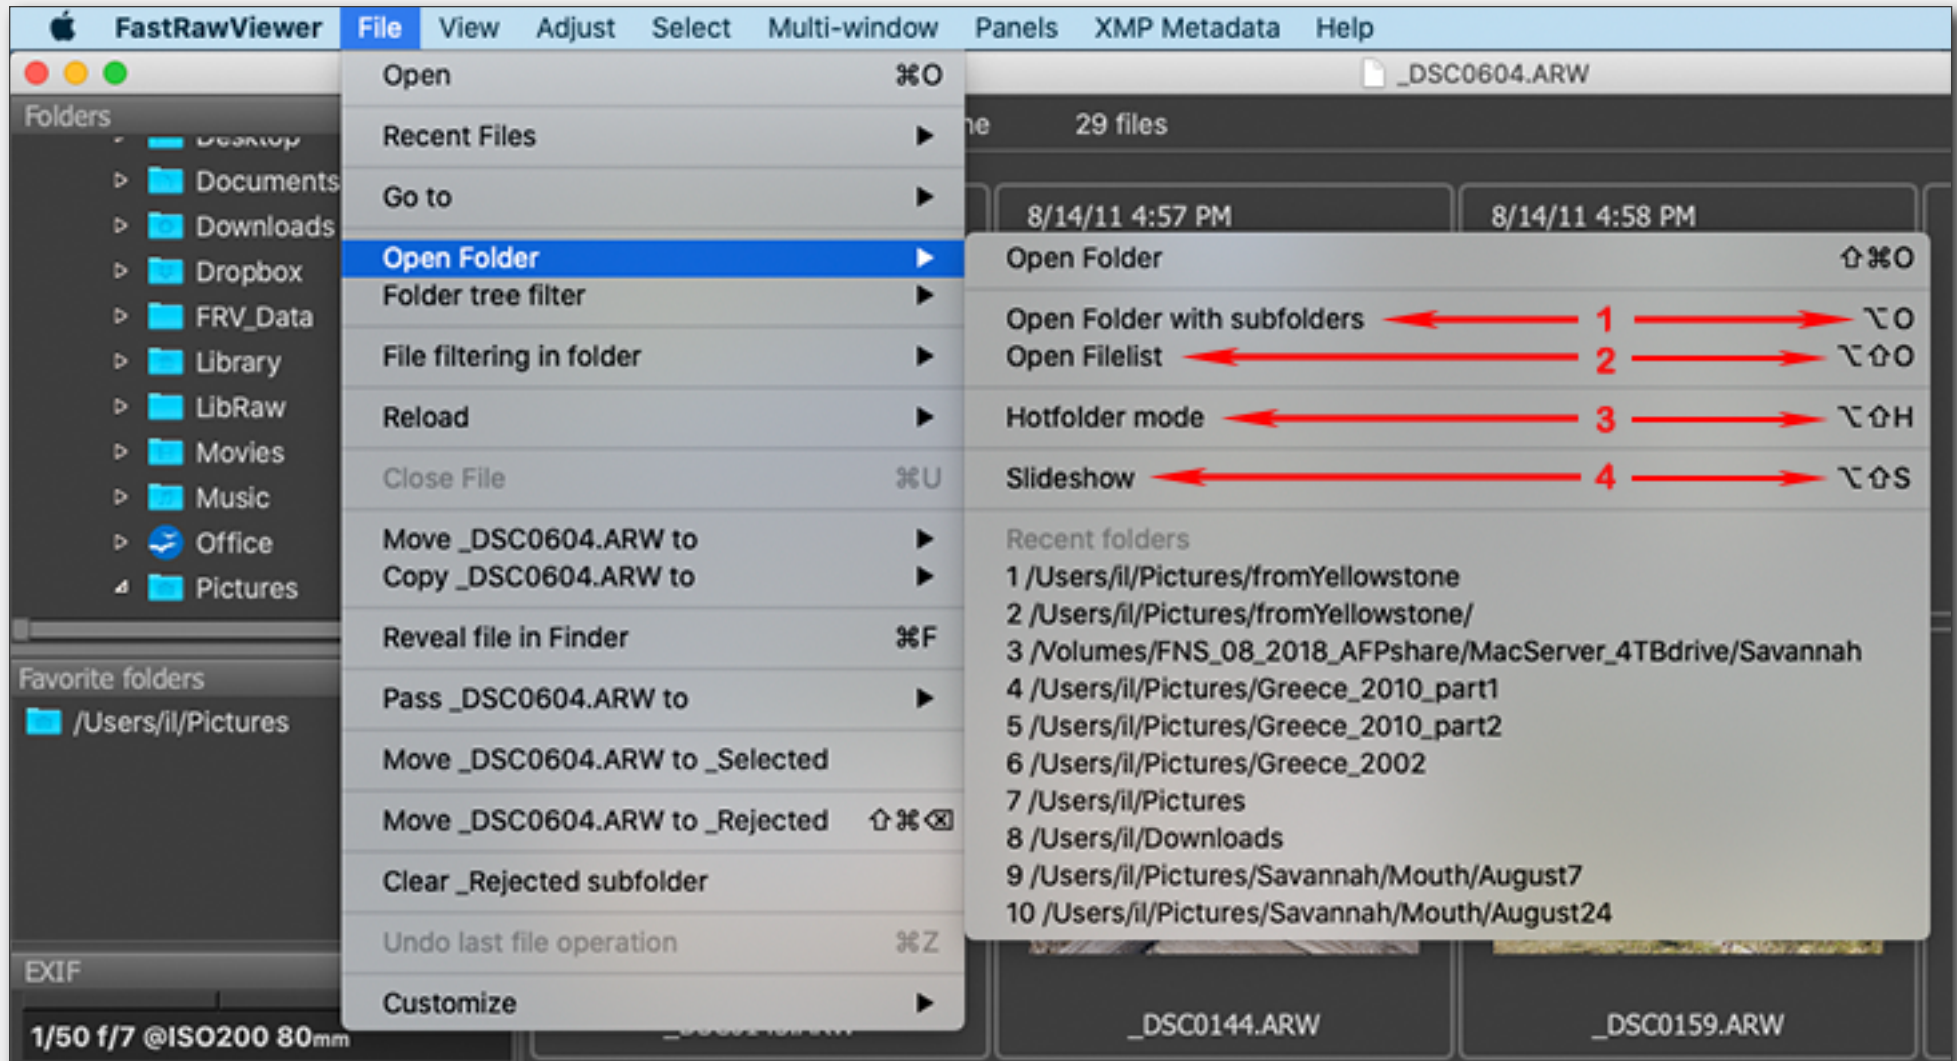 FastRawViewer File View Adjust Select Multi-window Panels XMP Metadata Help
_DSC0604.ARW
Folders
Desktop
Documents
Downloads
Dropbox
FRV_Data
Library
LibRaw
Movies
Music
Office
Pictures
Favorite folders
/Users/il/Pictures
EXIF
1/50 f/7 @ISO200 80mm
Open ⌘O
Recent Files ▶
Go to ▶
Open Folder ▶
Folder tree filter ▶
File filtering in folder ▶
Reload ▶
Close File ⌘U
Move _DSC0604.ARW to ▶
Copy _DSC0604.ARW to ▶
Reveal file in Finder ⌘F
Pass _DSC0604.ARW to ▶
Move _DSC0604.ARW to _Selected
Move _DSC0604.ARW to _Rejected ⇧⌘⌫
Clear _Rejected subfolder
Undo last file operation ⌘Z
Customize ▶
29 files
8/14/11 4:57 PM
8/14/11 4:58 PM
Open Folder ⇧⌘O
Open Folder with subfolders 1 ⌥O
Open Filelist 2 ⌥⇧O
Hotfolder mode 3 ⌥⇧H
Slideshow 4 ⌥⇧S
Recent folders
1 /Users/il/Pictures/fromYellowstone
2 /Users/il/Pictures/fromYellowstone/
3 /Volumes/FNS_08_2018_AFPshare/MacServer_4TBdrive/Savannah
4 /Users/il/Pictures/Greece_2010_part1
5 /Users/il/Pictures/Greece_2010_part2
6 /Users/il/Pictures/Greece_2002
7 /Users/il/Pictures
8 /Users/il/Downloads
9 /Users/il/Pictures/Savannah/Mouth/August7
10 /Users/il/Pictures/Savannah/Mouth/August24
_DSC0144.ARW
_DSC0159.ARW